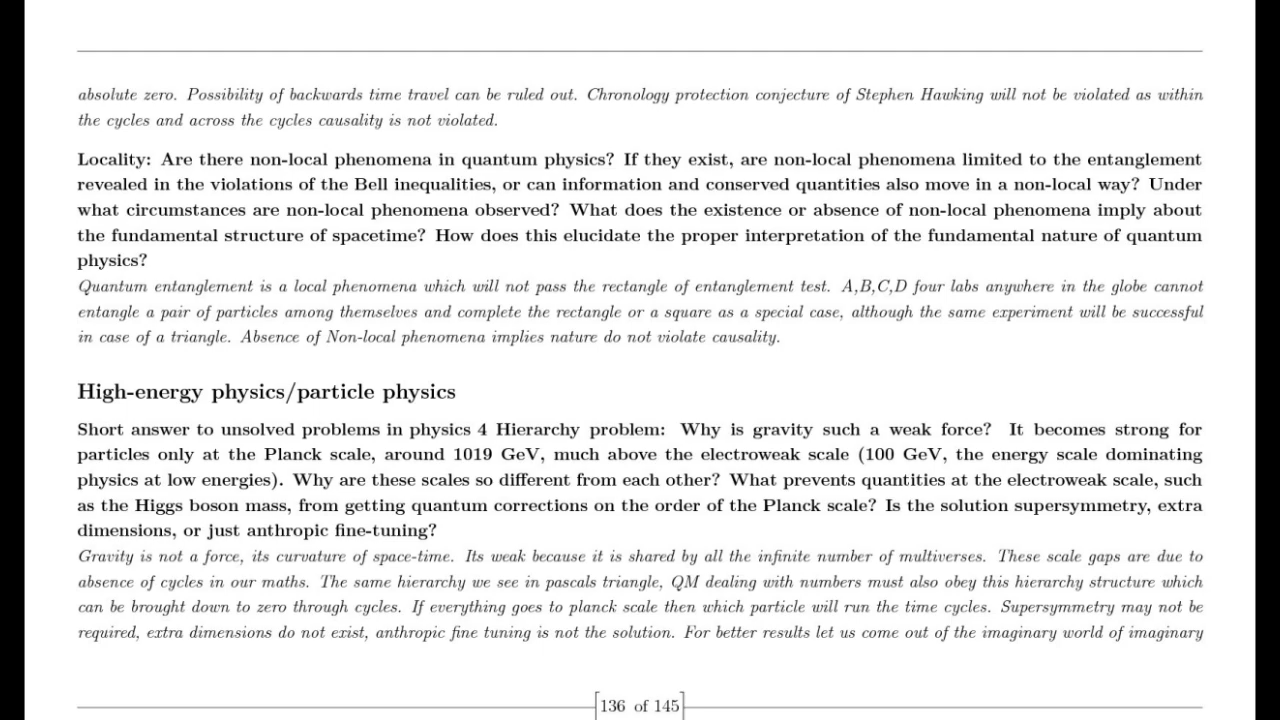 absolute zero. Possibility of backwards time travel can be ruled out. Chronology protection conjecture of Stephen Hawking will not be violated as within
the cycles and across the cycles causality is not violated.
Locality: Are there non-local phenomena in quantum physics? If they exist, are non-local phenomena limited to the entanglement
revealed in the violations of the Bell inequalities, or can information and conserved quantities also move in a non-local way? Under
what circumstances are non-local phenomena observed? What does the existence or absence of non-local phenomena imply about
the fundamental structure of spacetime? How does this elucidate the proper interpretation of the fundamental nature of quantum
physics?
Quantum entanglement is a local phenomena which will not pass the rectangle of entanglement test. A,B,C,D four labs anywhere in the globe cannot
entangle a pair of particles among themselves and complete the rectangle or a square as a special case, although the same experiment will be successful
in case of a triangle. Absence of Non-local phenomena implies nature do not violate causality.
High-energy physics/particle physics
Short answer to unsolved problems in physics 4 Hierarchy problem: Why is gravity such a weak force? It becomes strong for
particles only at the Planck scale, around 1019 GeV, much above the electroweak scale (100 GeV, the energy scale dominating
physics at low energies). Why are these scales so different from each other? What prevents quantities at the electroweak scale, such
as the Higgs boson mass, from getting quantum corrections on the order of the Planck scale? Is the solution supersymmetry, extra
dimensions, or just anthropic fine-tuning?
Gravity is not a force, its curvature of space-time. Its weak because it is shared by all the infinite number of multiverses. These scale gaps are due to
absence of cycles in our maths. The same hierarchy we see in pascals triangle, QM dealing with numbers must also obey this hierarchy structure which
can be brought down to zero through cycles. If everything goes to planck scale then which particle will run the time cycles. Supersymmetry may not be
required, extra dimensions do not exist, anthropic fine tuning is not the solution. For better results let us come out of the imaginary world of imaginary
136 of 145